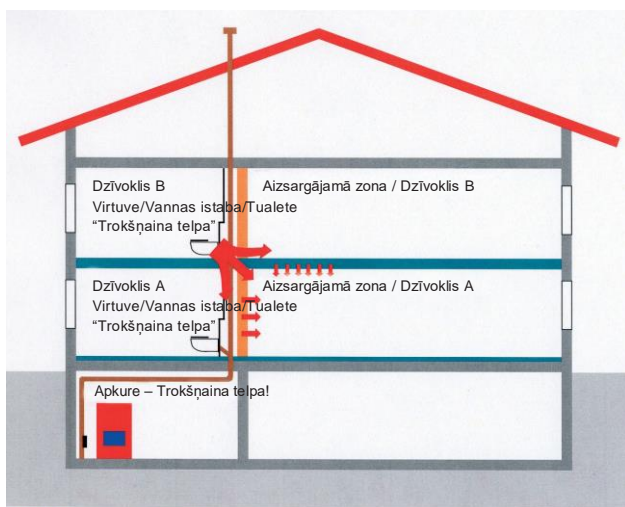 Dzīvoklis B
Virtuve/Vannas istaba/Tualete
“Trokšņaina telpa”
Aizsargājamā zona / Dzīvoklis B
Dzīvoklis A
Virtuve/Vannas istaba/Tualete
“Trokšņaina telpa”
Aizsargājamā zona / Dzīvoklis A
Apkure – Trokšņaina telpa!